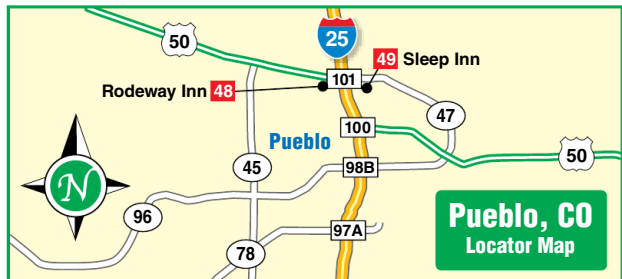 50
25
49 Sleep Inn
101
Rodeway Inn 48
47
100
Pueblo
50
45
98B
N
96
Pueblo, CO
Locator Map
97A
78